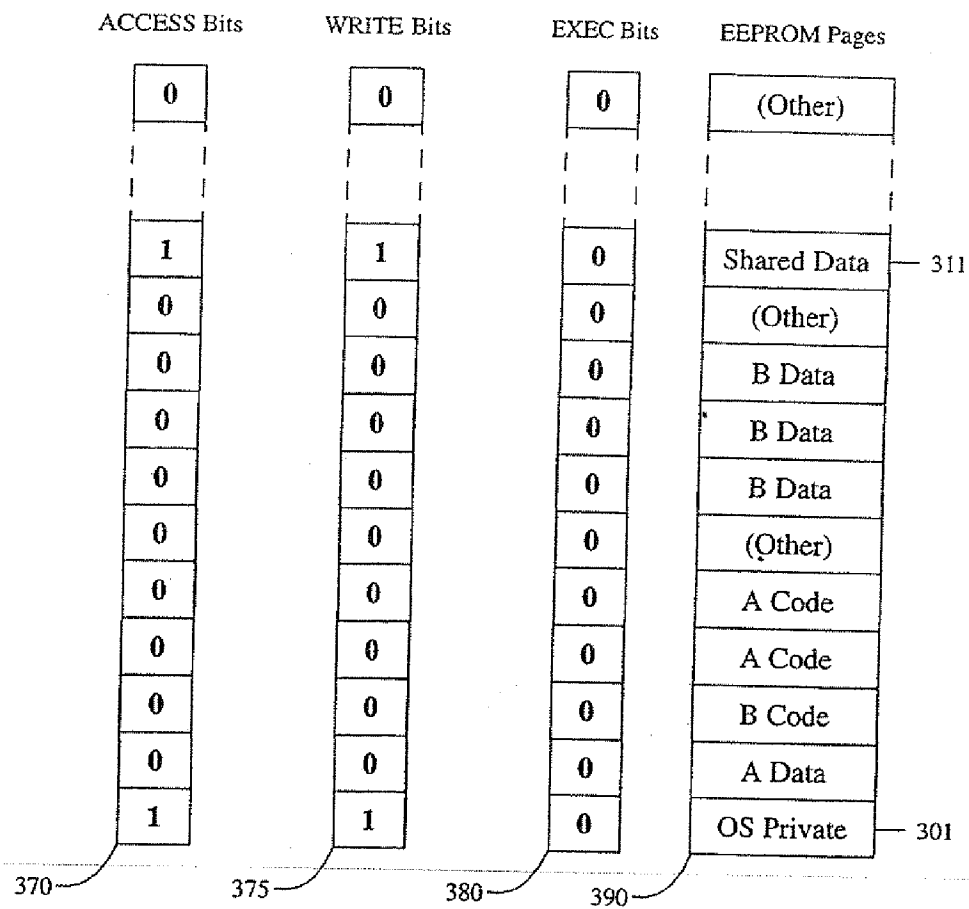 ACCESS Bits WRITE Bits EXEC Bits EEPROM Pages
0 0 0 (Other)
1 1 0 Shared Data 311
0 0 0 (Other)
0 0 0 B Data
0 0 0 B Data
0 0 0 B Data
0 0 0 (Other)
0 0 0 A Code
0 0 0 A Code
0 0 0 B Code
0 0 0 A Data
1 1 0 OS Private 301
370 375 380 390